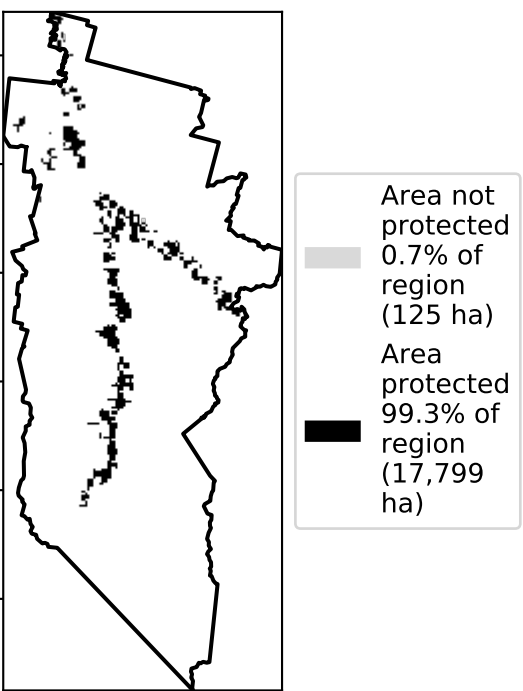 Area not
protected
0.7% of
region
(125 ha)
Area
protected
99.3% of
region
(17,799
ha)